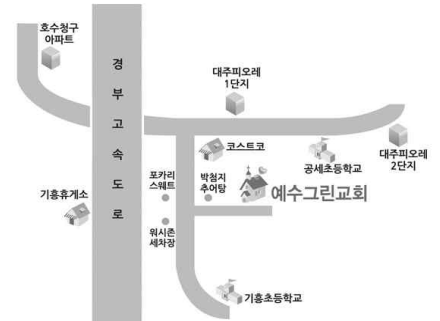 호수청구
아파트
경
부
고
속
도
로
대주피오레
1단지
코스트코
공세초등학교
대주피오레
2단지
포카리
스웨트
박첨지
추어탕
예수그린교회
기흥휴게소
워시존
세차장
기흥초등학교